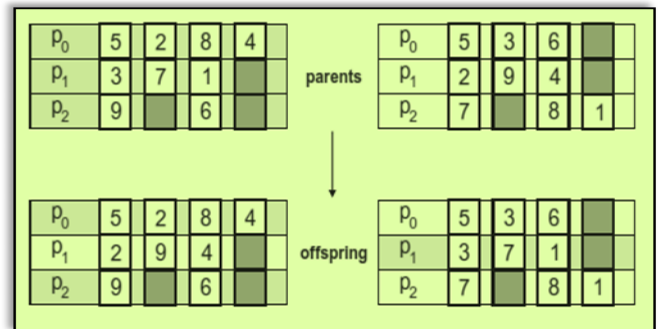 p0 5 2 8 4
p1 3 7 1
p2 9 6
parents
p0 5 3 6
p1 2 9 4
p2 7 8 1
p0 5 2 8 4
p1 2 9 4
p2 9 6
offspring
p0 5 3 6
p1 3 7 1
p2 7 8 1